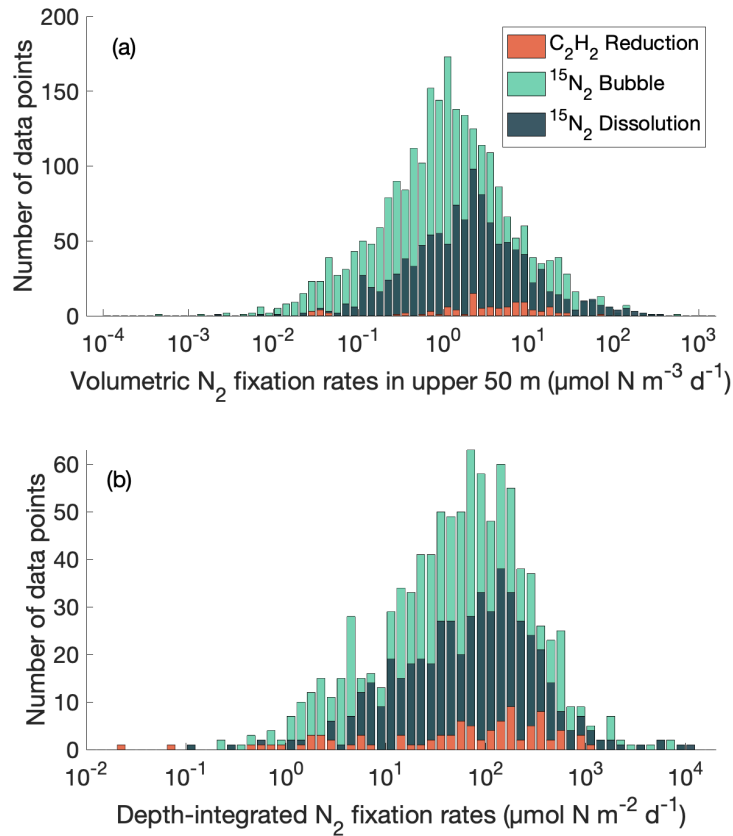 200
150
100
50
0
Number of data points
(a)
C2H2 Reduction
15N2 Bubble
15N2 Dissolution
10-4 10-3 10-2 10-1 100 101 102 103
Volumetric N2 fixation rates in upper 50 m (µmol N m-3 d-1)
60
50
40
30
20
10
0
Number of data points
(b)
10-2 10-1 100 101 102 103 104
Depth-integrated N2 fixation rates (µmol N m-2 d-1)